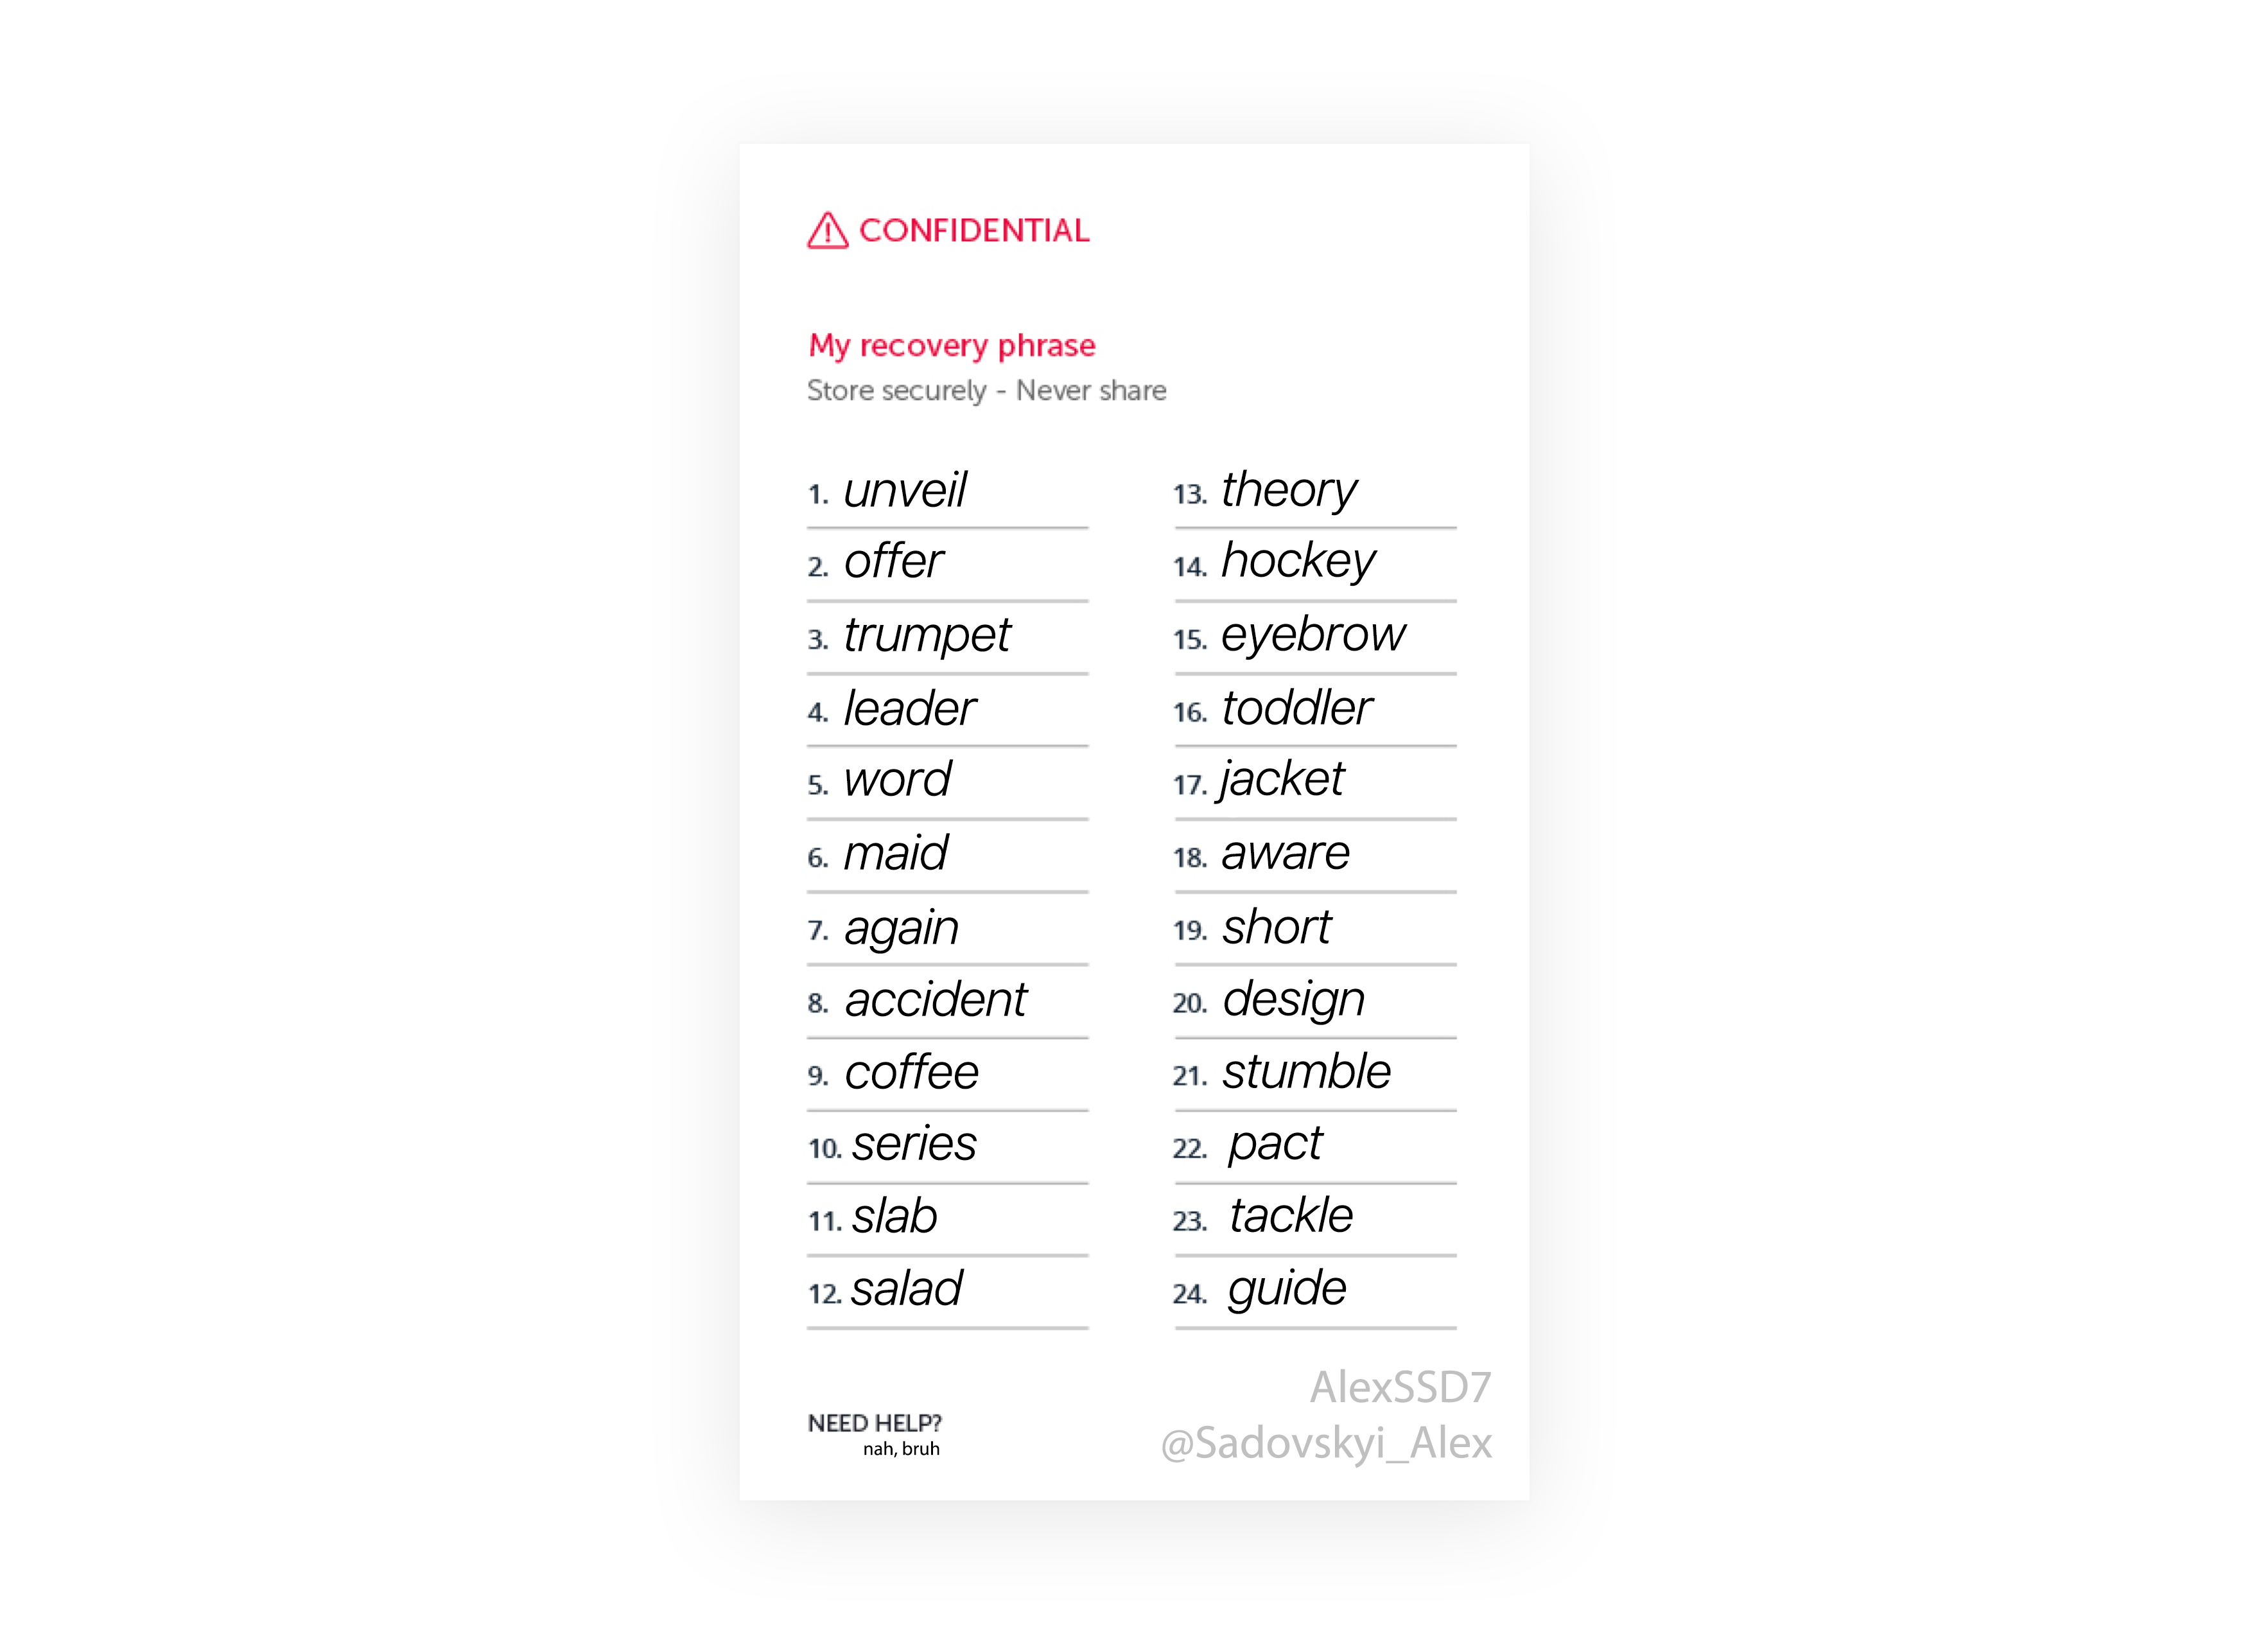 CONFIDENTIAL
My recovery phrase
Store securely - Never share
1. unveil
2. offer
3. trumpet
4. leader
5. word
6. maid
7. again
8. accident
9. coffee
10. series
11. slab
12. salad
13. theory
14. hockey
15. eyebrow
16. toddler
17. jacket
18. aware
19. short
20. design
21. stumble
22. pact
23. tackle
24. guide
NEED HELP?
nah, bruh
AlexSSD7
@Sadovskyi_Alex